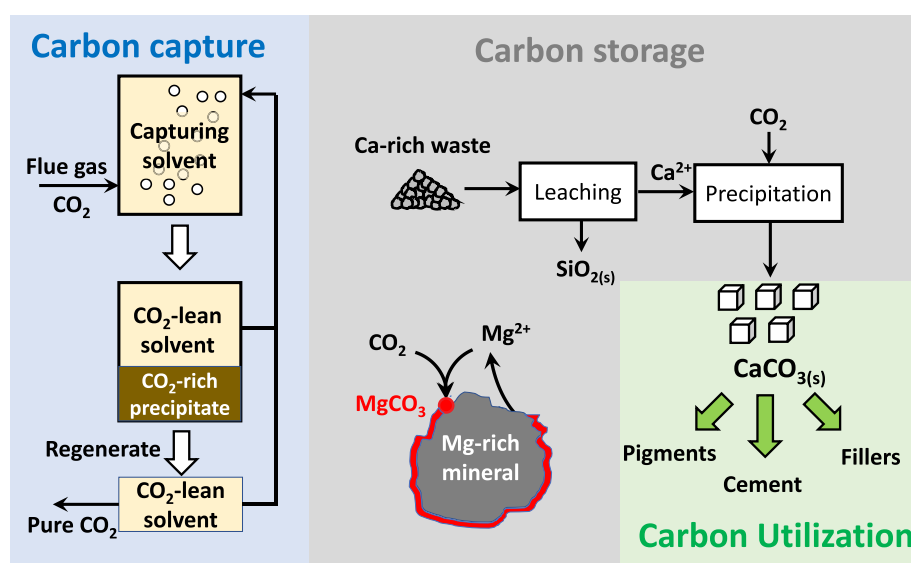 Carbon capture
Capturing
solvent
Flue gas
CO₂
CO₂-lean
solvent
CO₂-rich
precipitate
Regenerate
CO₂-lean
solvent
Pure CO₂
Carbon storage
Ca-rich waste
Leaching
SiO₂(s)
Ca²⁺
CO₂
Precipitation
CO₂
Mg²⁺
MgCO₃
Mg-rich
mineral
CaCO₃(s)
Pigments
Cement
Fillers
Carbon Utilization